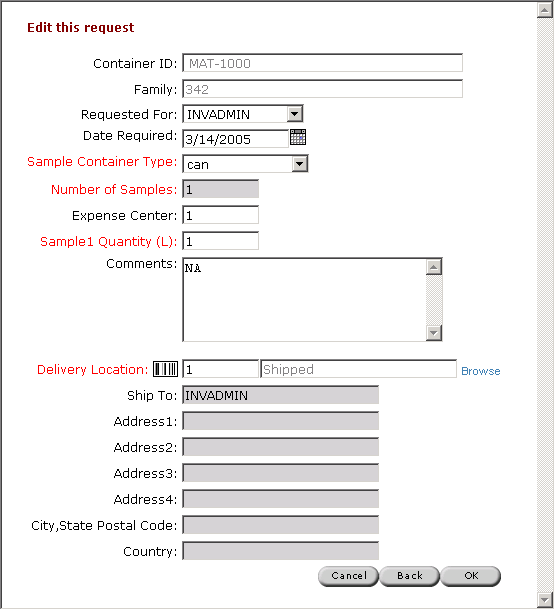 Edit this request
Container ID: MAT-1000
Family: 342
Requested For: INVADMIN
Date Required: 3/14/2005
Sample Container Type: can
Number of Samples: 1
Expense Center: 1
Sample1 Quantity (L): 1
Comments: NA
Delivery Location: 1 Shipped Browse
Ship To: INVADMIN
Address1:
Address2:
Address3:
Address4:
City,State Postal Code:
Country:
Cancel Back OK